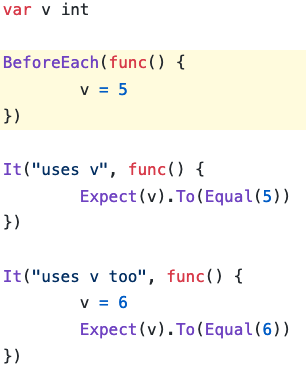 var v int
BeforeEach(func() {
        v = 5
})
It("uses v", func() {
        Expect(v).To(Equal(5))
})
It("uses v too", func() {
        v = 6
        Expect(v).To(Equal(6))
})